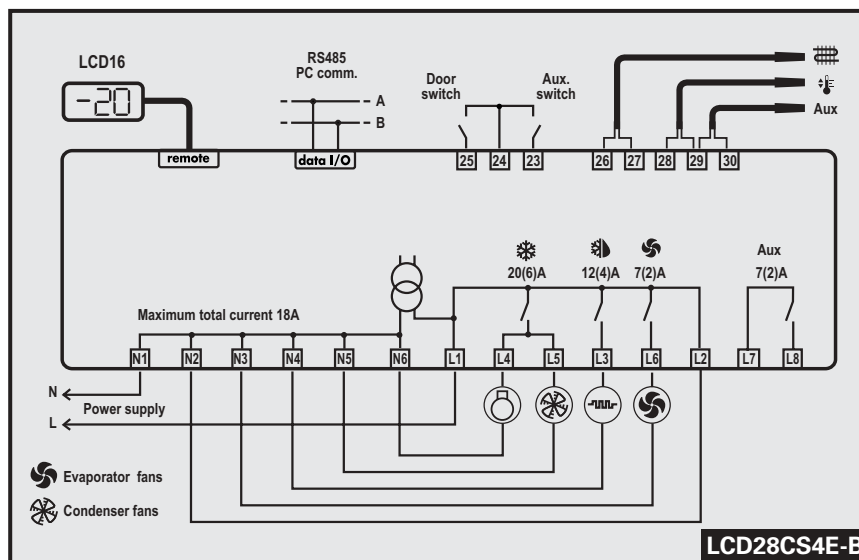 LCD16
RS485
PC comm.
-20
A
B
Door
switch
Aux.
switch
Aux
remote
data I/O
25 24 23
26 27 28 29 30
20(6)A
12(4)A
7(2)A
Aux
7(2)A
Maximum total current 18A
N1 N2 N3 N4 N5 N6 L1 L4 L5 L3 L6 L2 L7 L8
N
Power supply
L
Evaporator fans
Condenser fans
LCD28CS4E-B